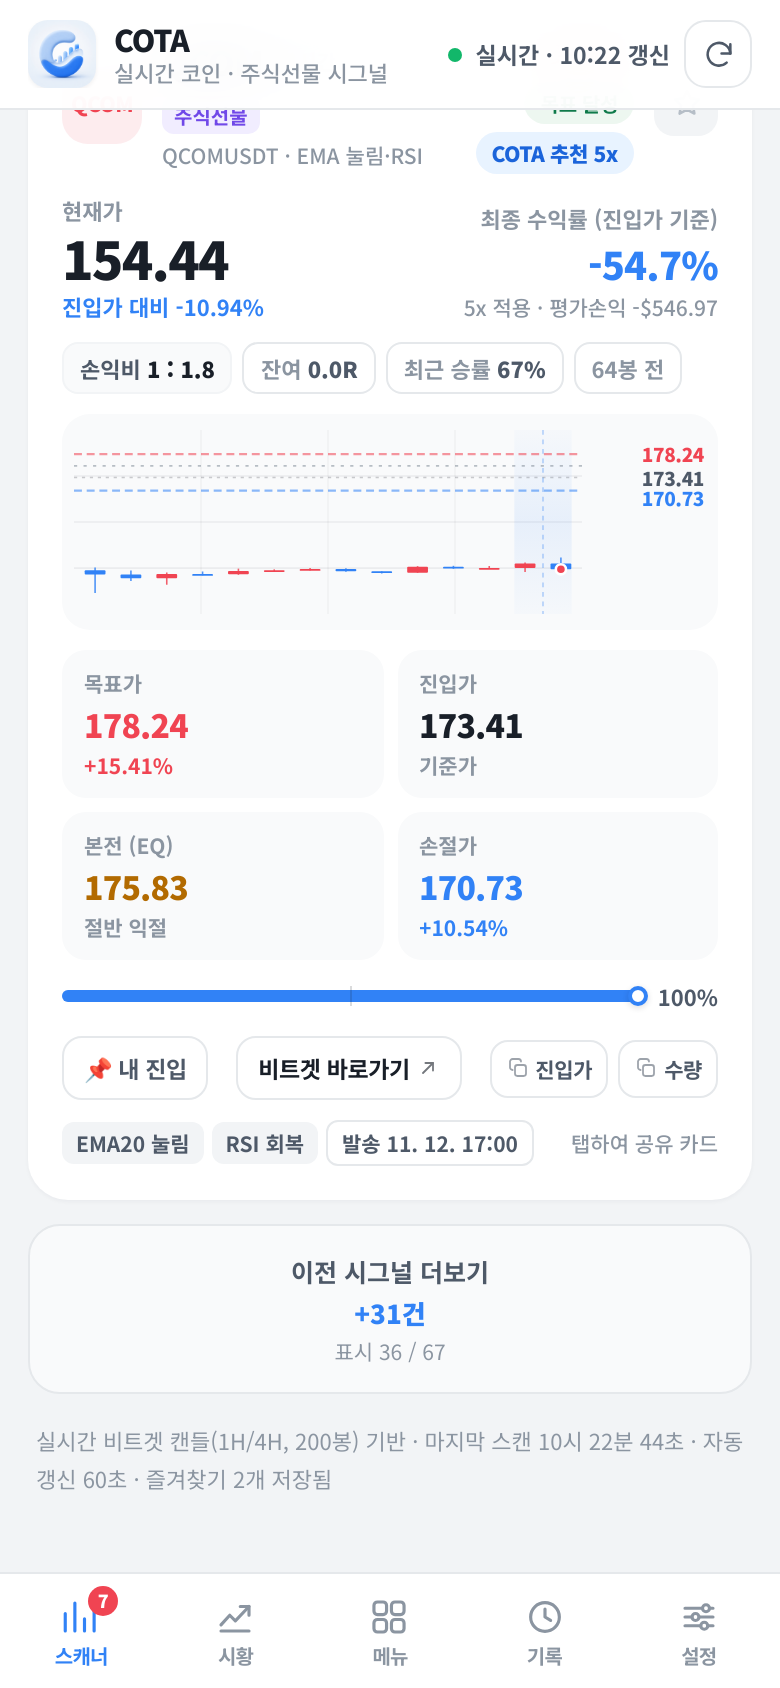 COTA
실시간 코인 · 주식선물 시그널
실시간 · 10:22 갱신
주식선물
QCOMUSDT · EMA 눌림·RSI
COTA 추천 5x
현재가
154.44
진입가 대비 -10.94%
최종 수익률 (진입가 기준)
-54.7%
5x 적용 · 평가손익 -$546.97
손익비 1 : 1.8
잔여 0.0R
최근 승률 67%
64봉 전
178.24
173.41
170.73
목표가
178.24
+15.41%
진입가
173.41
기준가
본전 (EQ)
175.83
절반 익절
손절가
170.73
+10.54%
100%
📌 내 진입
비트겟 바로가기 ↗
진입가
수량
EMA20 눌림
RSI 회복
발송 11. 12. 17:00
탭하여 공유 카드
이전 시그널 더보기
+31건
표시 36 / 67
실시간 비트겟 캔들(1H/4H, 200봉) 기반 · 마지막 스캔 10시 22분 44초 · 자동
갱신 60초 · 즐겨찾기 2개 저장됨
7
스캐너
시황
메뉴
기록
설정